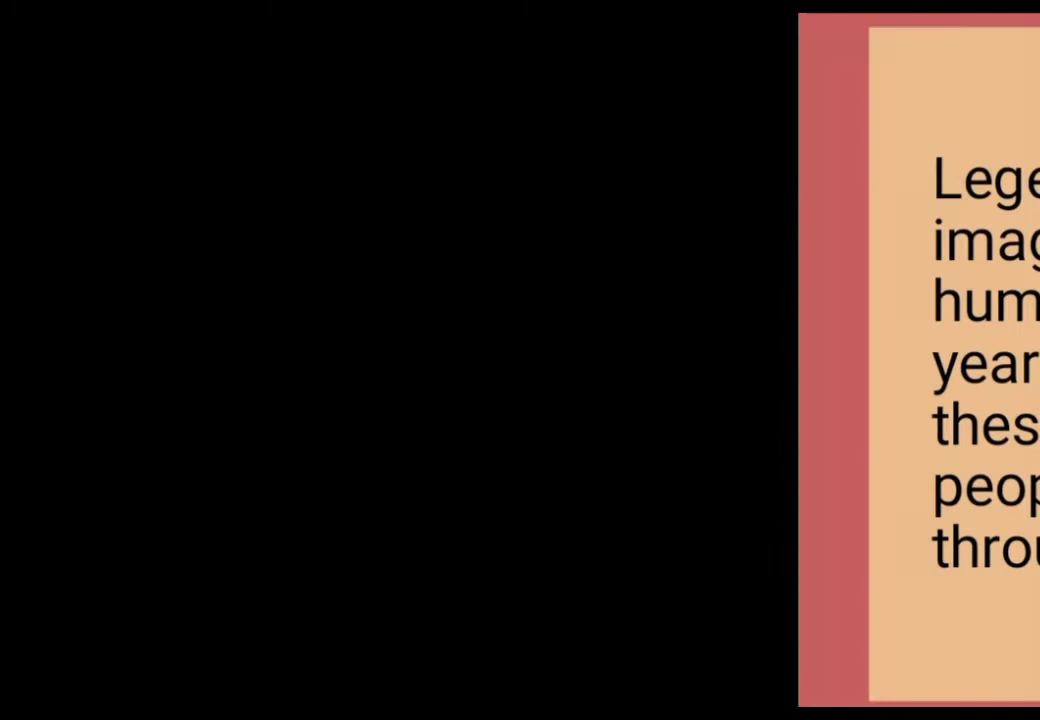 Lege
imag
hum
year
thes
peop
throu